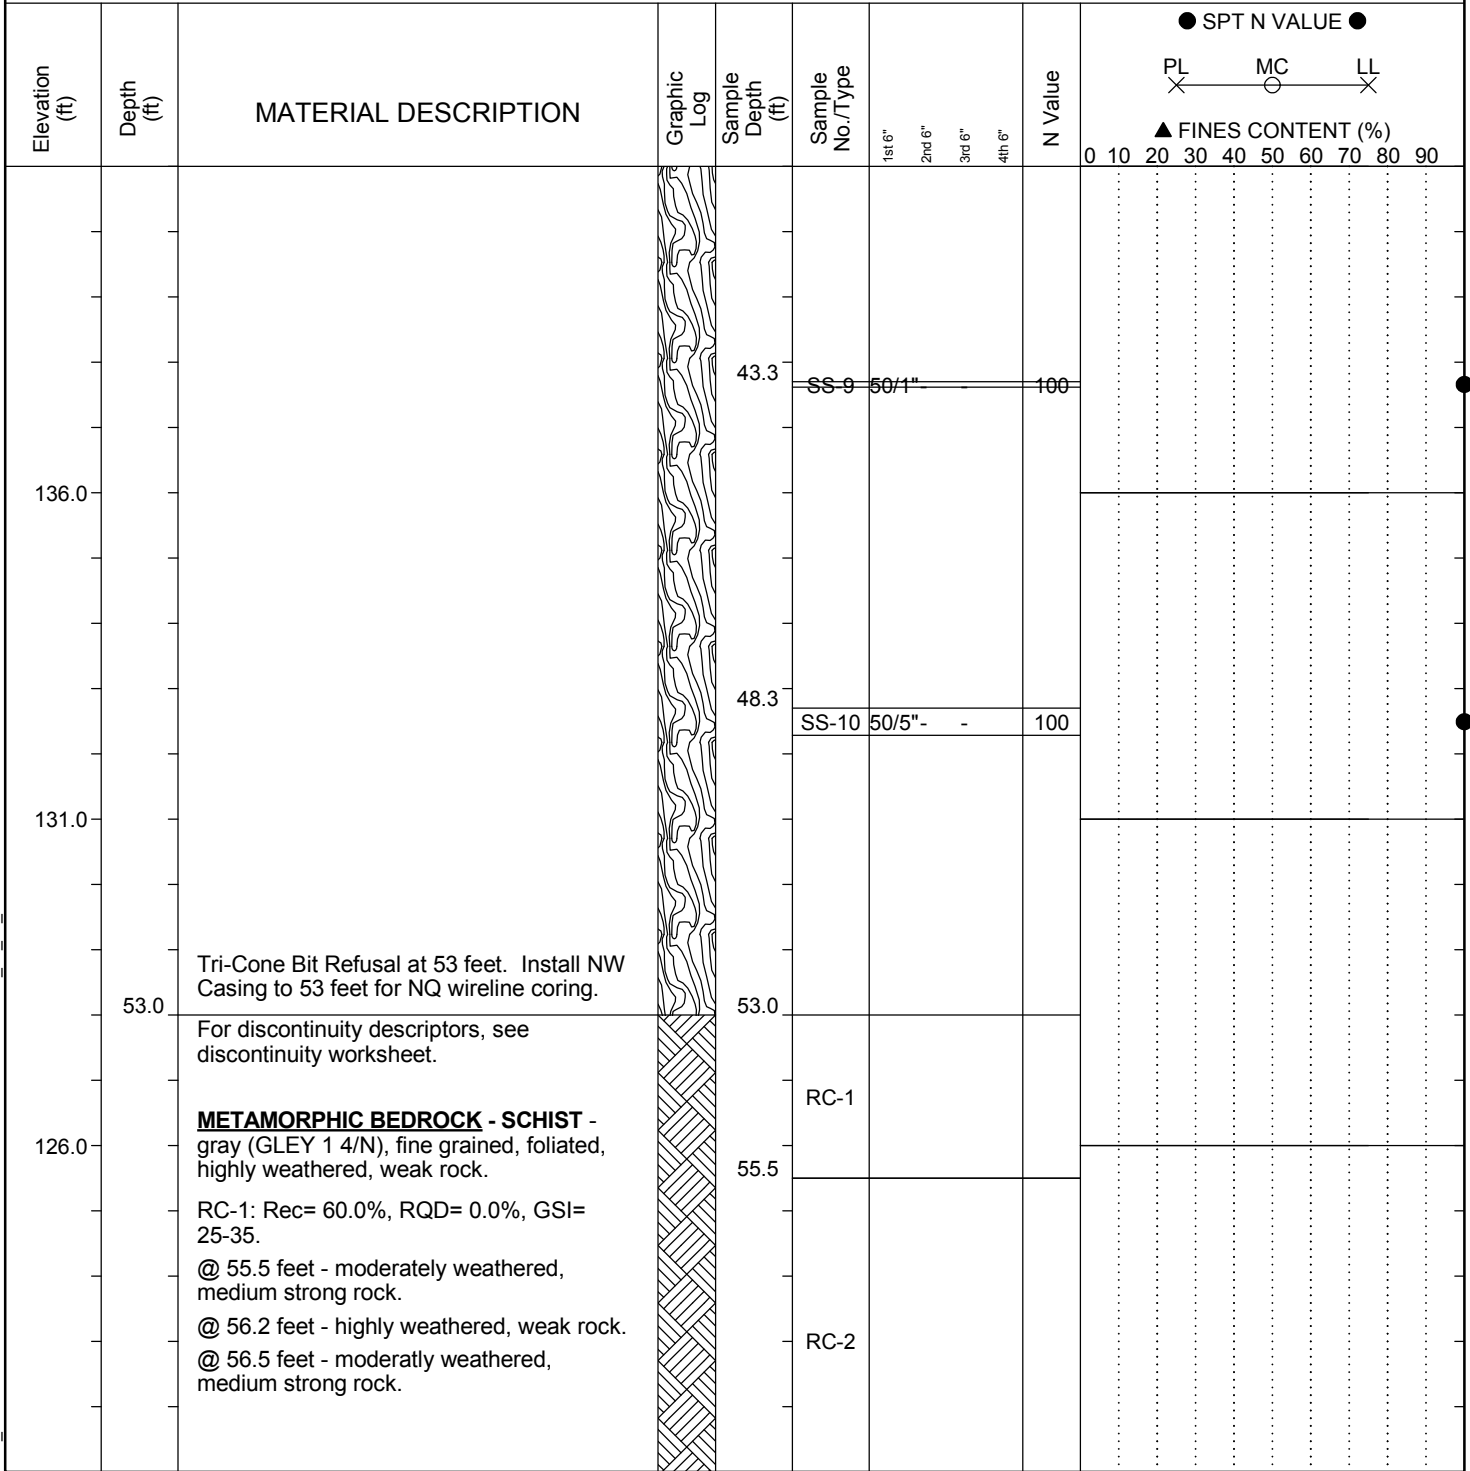 Elevation
(ft)
Depth
(ft)
MATERIAL DESCRIPTION
Graphic
Log
Sample
Depth
(ft)
Sample
No./Type
1st 6"
2nd 6"
3rd 6"
4th 6"
N Value
● SPT N VALUE ●
PL MC LL
▲ FINES CONTENT (%)
0 10 20 30 40 50 60 70 80 90
43.3
SS-9 50/1" - - 100
136.0
48.3
SS-10 50/5" - - 100
131.0
Tri-Cone Bit Refusal at 53 feet. Install NW
Casing to 53 feet for NQ wireline coring.
53.0 53.0
For discontinuity descriptors, see
discontinuity worksheet.
RC-1
METAMORPHIC BEDROCK - SCHIST -
126.0 gray (GLEY 1 4/N), fine grained, foliated,
highly weathered, weak rock. 55.5
RC-1: Rec= 60.0%, RQD= 0.0%, GSI=
25-35.
@ 55.5 feet - moderately weathered,
medium strong rock.
@ 56.2 feet - highly weathered, weak rock.
RC-2
@ 56.5 feet - moderatly weathered,
medium strong rock.